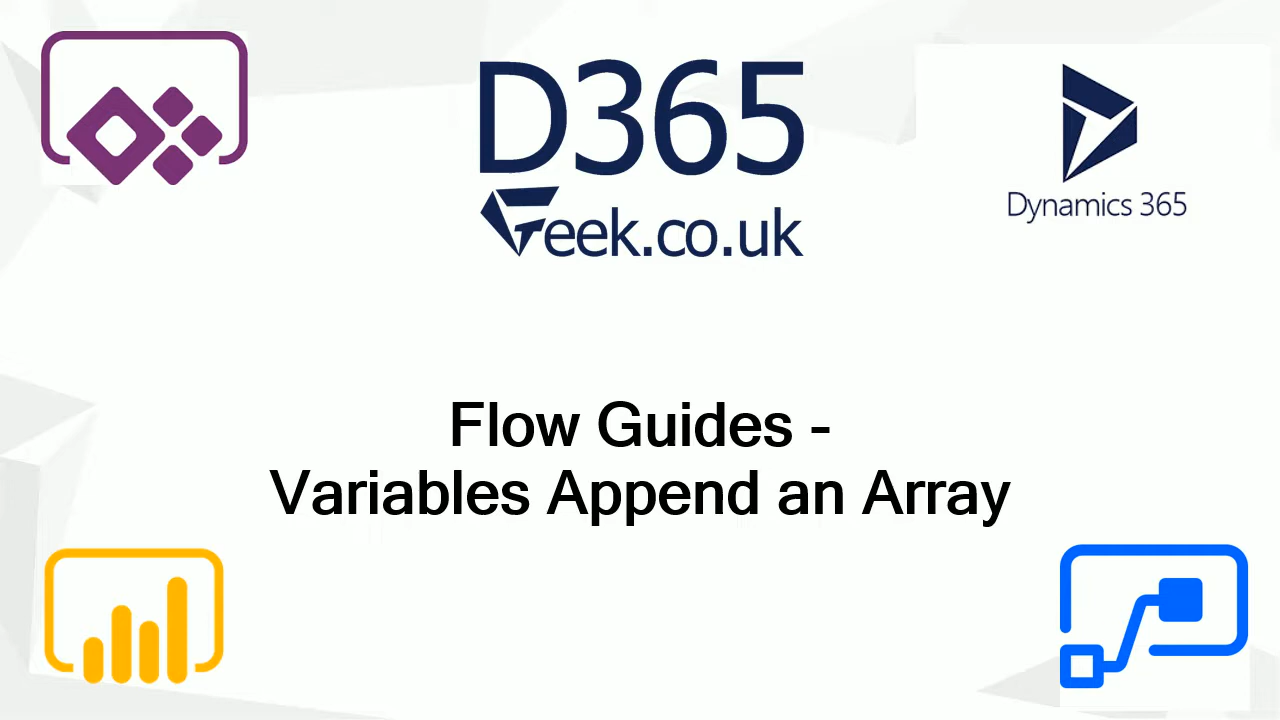 D365
Geek.co.uk
Dynamics 365
Flow Guides -
Variables Append an Array